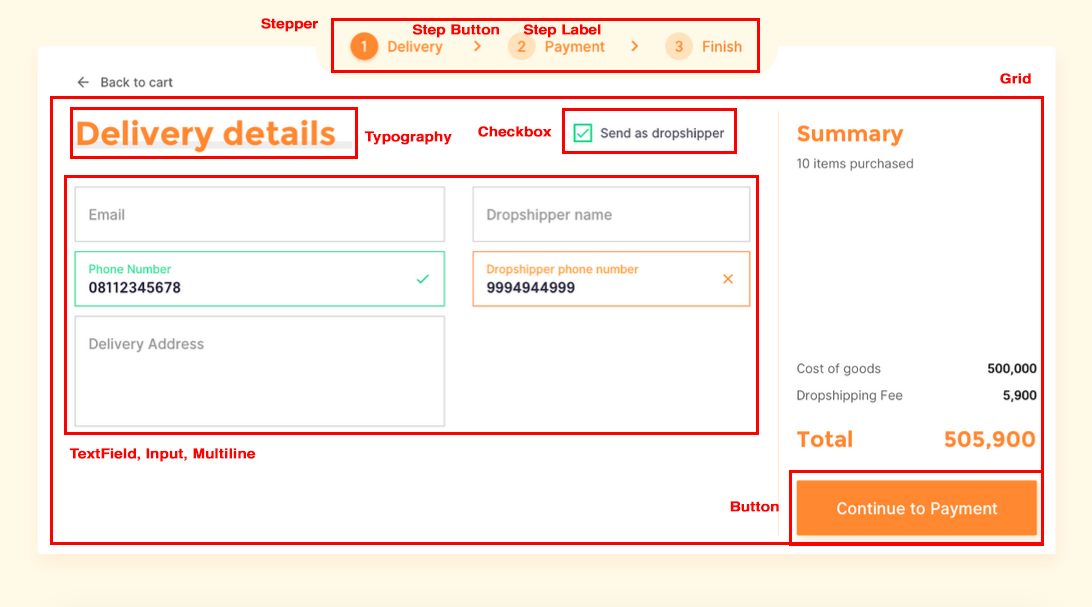 Stepper
Step Button
Step Label
1 Delivery > 2 Payment > 3 Finish
← Back to cart
Grid
Delivery details
Typography
Checkbox
Send as dropshipper
Summary
10 items purchased
Email
Dropshipper name
Phone Number
08112345678
Dropshipper phone number
9994944999
Delivery Address
Cost of goods 500,000
Dropshipping Fee 5,900
Total 505,900
TextField, Input, Multiline
Button
Continue to Payment